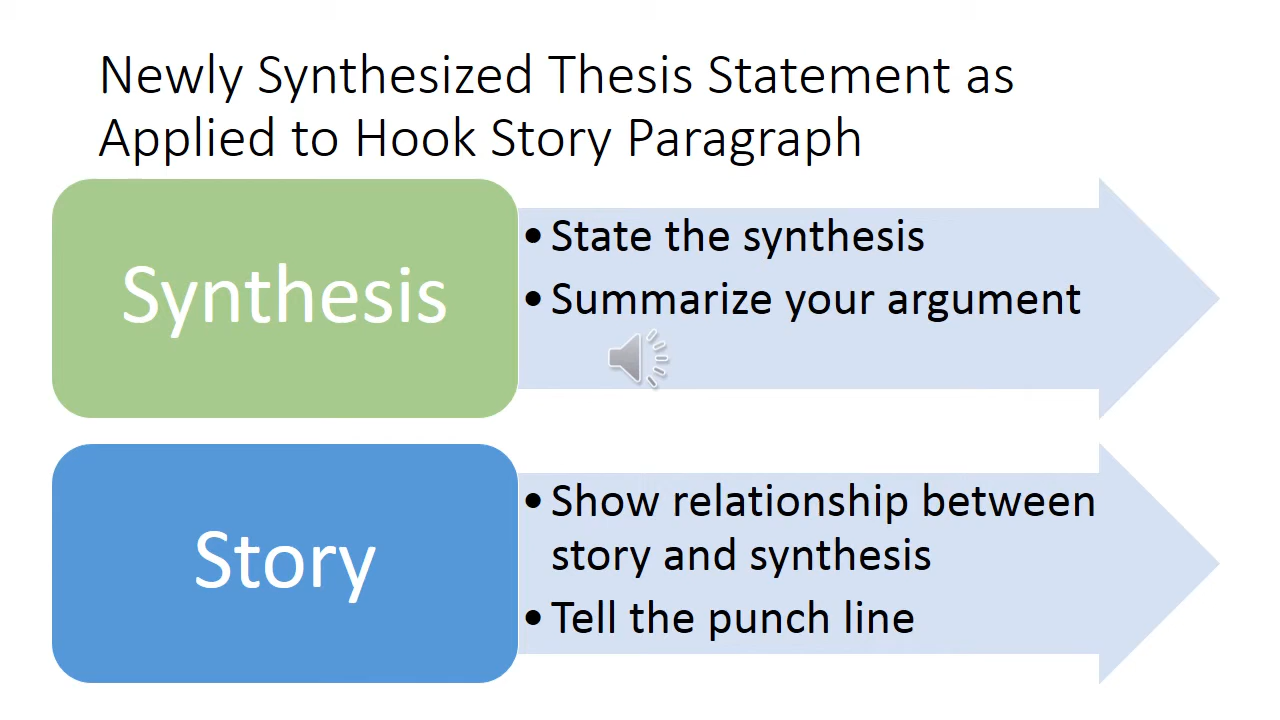 Newly Synthesized Thesis Statement as
Applied to Hook Story Paragraph
Synthesis
• State the synthesis
• Summarize your argument
Story
• Show relationship between
story and synthesis
• Tell the punch line